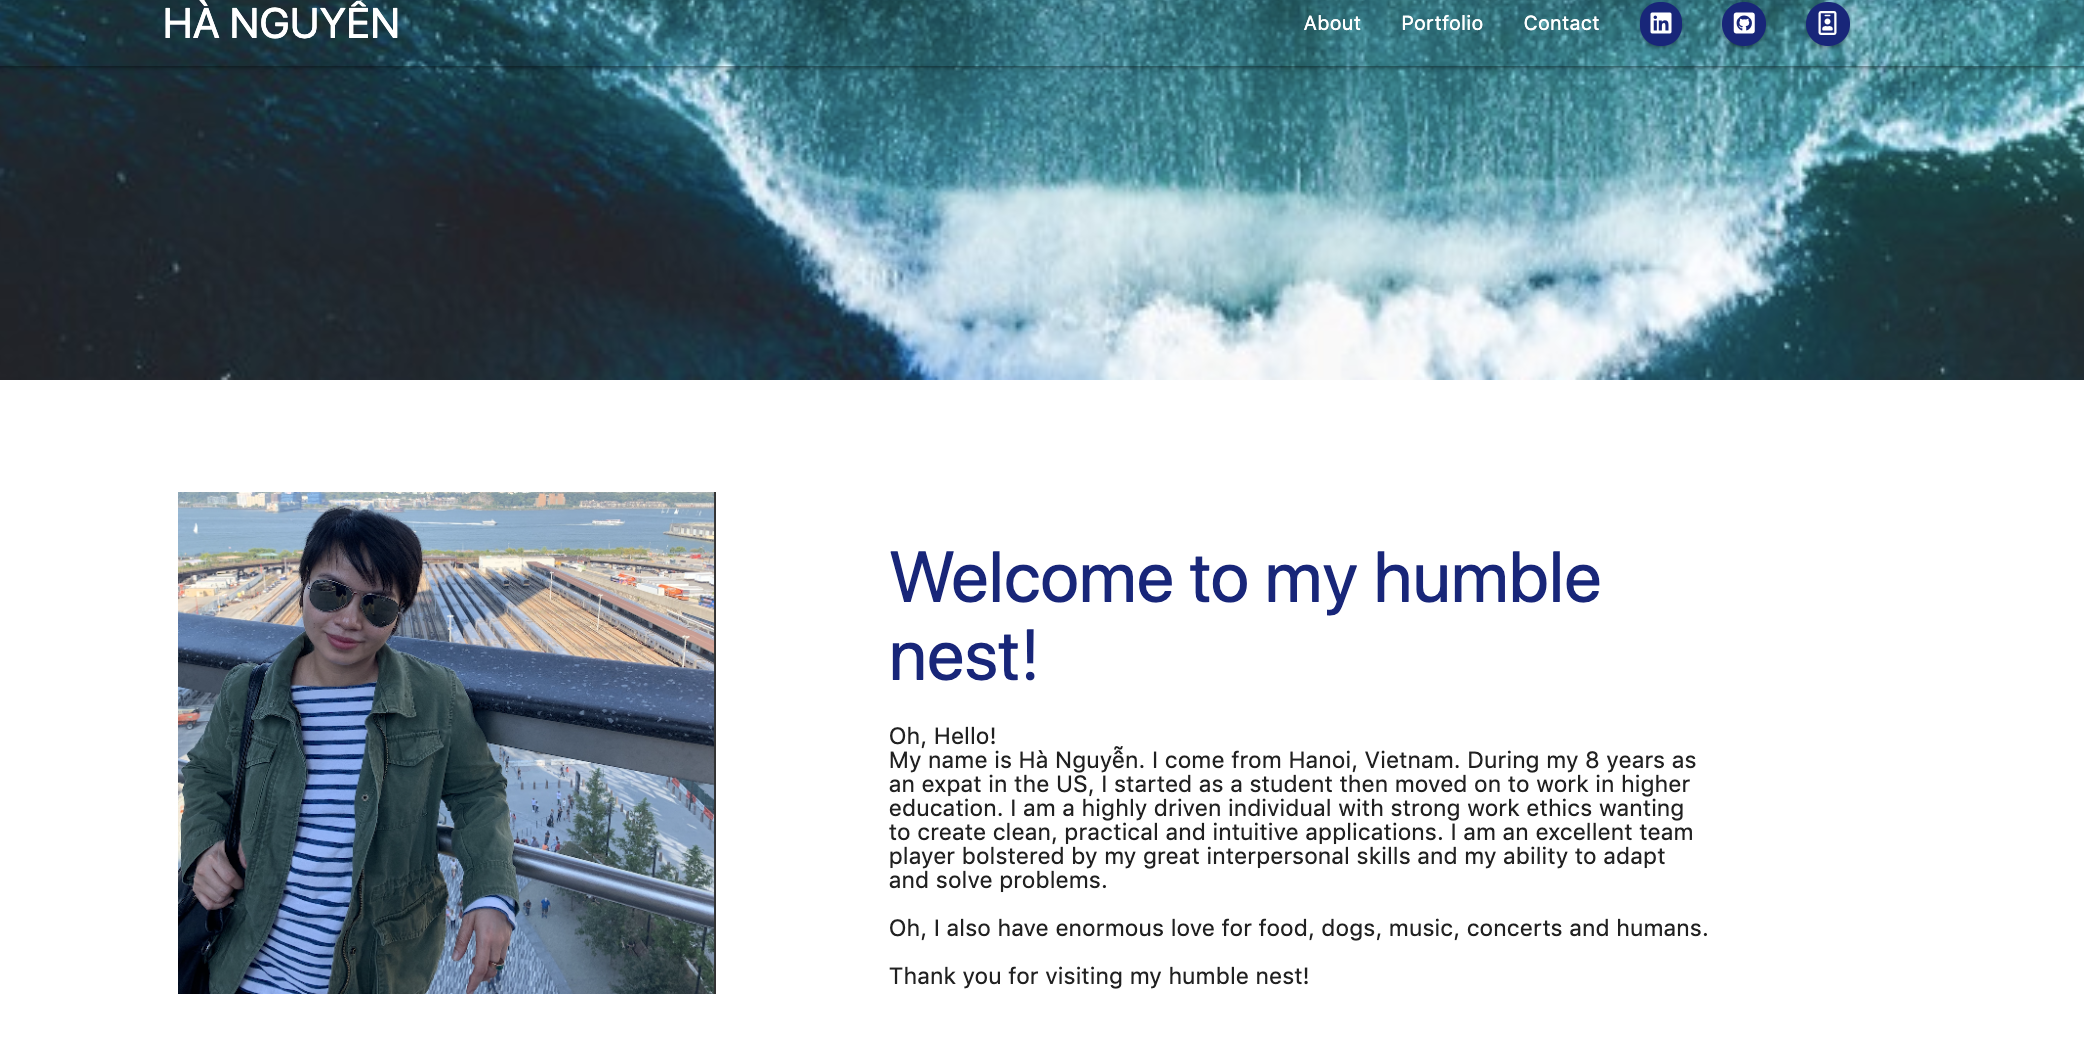 HÀ NGUYÊN
About Portfolio Contact in
Welcome to my humble
nest!
Oh, Hello!
My name is Hà Nguyễn. I come from Hanoi, Vietnam. During my 8 years as
an expat in the US, I started as a student then moved on to work in higher
education. I am a highly driven individual with strong work ethics wanting
to create clean, practical and intuitive applications. I am an excellent team
player bolstered by my great interpersonal skills and my ability to adapt
and solve problems.
Oh, I also have enormous love for food, dogs, music, concerts and humans.
Thank you for visiting my humble nest!